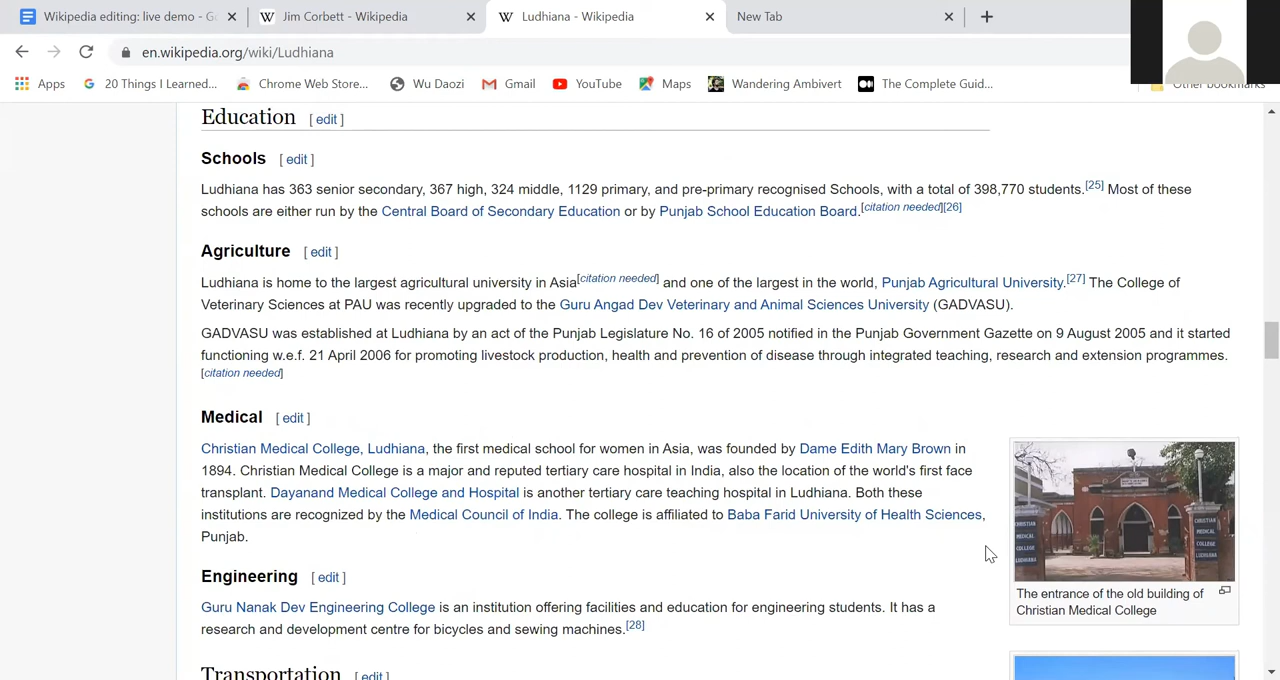 Wikipedia editing: live demo - G
Jim Corbett - Wikipedia
Ludhiana - Wikipedia
New Tab
en.wikipedia.org/wiki/Ludhiana
Apps
20 Things I Learned...
Chrome Web Store...
Wu Daozi
Gmail
YouTube
Maps
Wandering Ambivert
The Complete Guid...
Other bookmarks
Education [ edit ]
Schools [ edit ]
Ludhiana has 363 senior secondary, 367 high, 324 middle, 1129 primary, and pre-primary recognised Schools, with a total of 398,770 students.[25] Most of these
schools are either run by the Central Board of Secondary Education or by Punjab School Education Board.[citation needed][26]
Agriculture [ edit ]
Ludhiana is home to the largest agricultural university in Asia[citation needed] and one of the largest in the world, Punjab Agricultural University.[27] The College of
Veterinary Sciences at PAU was recently upgraded to the Guru Angad Dev Veterinary and Animal Sciences University (GADVASU).
GADVASU was established at Ludhiana by an act of the Punjab Legislature No. 16 of 2005 notified in the Punjab Government Gazette on 9 August 2005 and it started
functioning w.e.f. 21 April 2006 for promoting livestock production, health and prevention of disease through integrated teaching, research and extension programmes.
[citation needed]
Medical [ edit ]
Christian Medical College, Ludhiana, the first medical school for women in Asia, was founded by Dame Edith Mary Brown in
1894. Christian Medical College is a major and reputed tertiary care hospital in India, also the location of the world's first face
transplant. Dayanand Medical College and Hospital is another tertiary care teaching hospital in Ludhiana. Both these
institutions are recognized by the Medical Council of India. The college is affiliated to Baba Farid University of Health Sciences,
Punjab.
CHRISTIAN
MEDICAL
COLLEGE
LUDHIANA
CHRISTIAN
MEDICAL
COLLEGE
LUDHIANA
The entrance of the old building of
Christian Medical College
Engineering [ edit ]
Guru Nanak Dev Engineering College is an institution offering facilities and education for engineering students. It has a
research and development centre for bicycles and sewing machines.[28]
Transportation [ edit ]